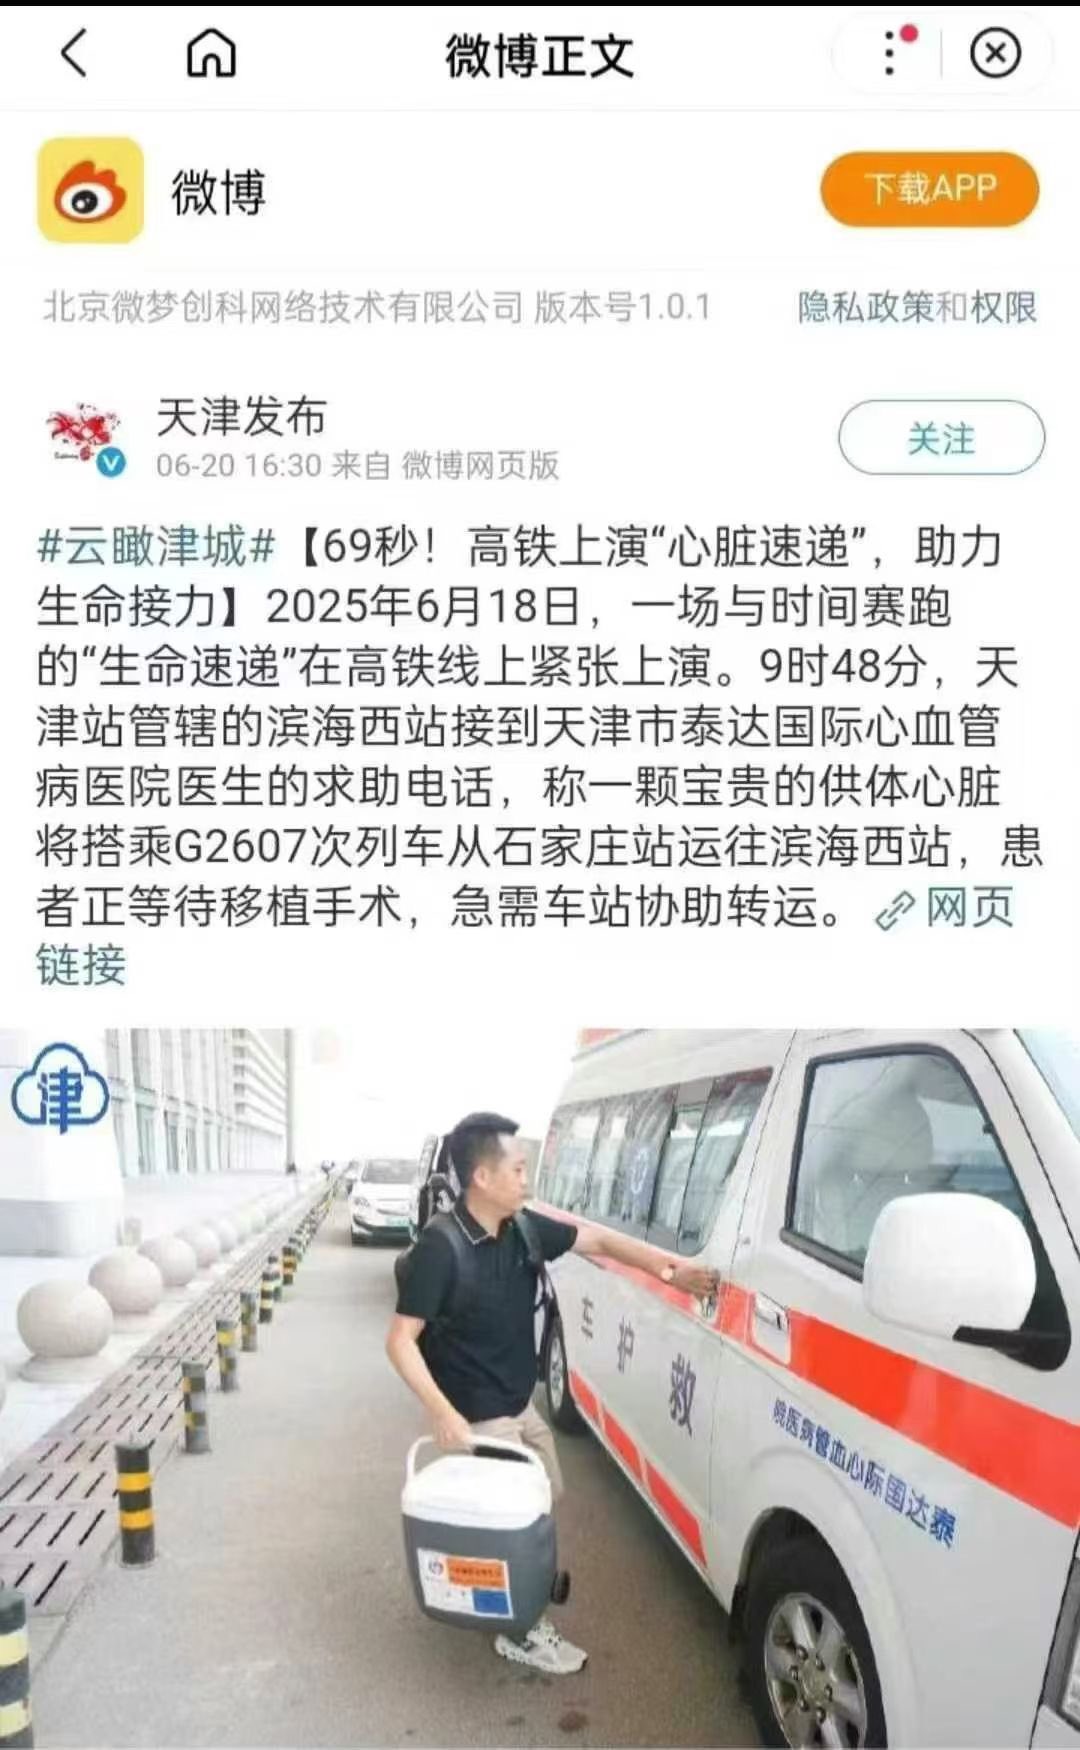 微博正文
微博
下载APP
北京微梦创科网络技术有限公司 版本号1.0.1
隐私政策和权限
天津发布
关注
06-20 16:30 来自 微博网页版
#云瞰津城#【69秒！高铁上演“心脏速递”，助力
生命接力】2025年6月18日，一场与时间赛跑
的“生命速递”在高铁线上紧张上演。9时48分，天
津站管辖的滨海西站接到天津市泰达国际心血管
病医院医生的求助电话，称一颗宝贵的供体心脏
将搭乘G2607次列车从石家庄站运往滨海西站，患
者正等待移植手术，急需车站协助转运。网页
链接
津
车护救
院医病管血心际国达泰